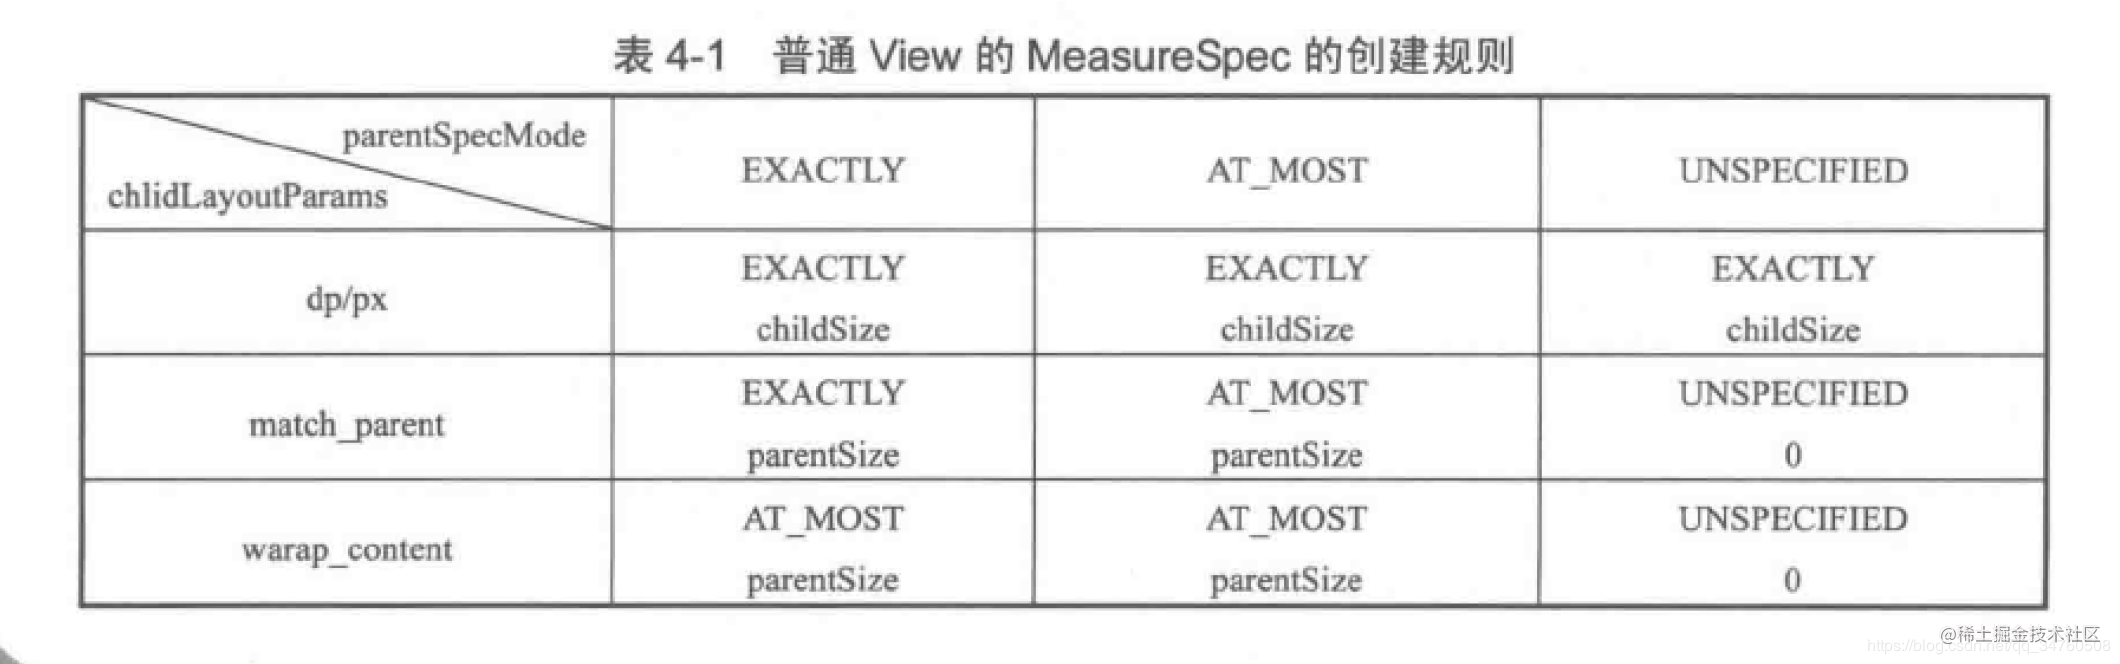 表 4-1 普通 View 的 MeasureSpec 的创建规则
parentSpecMode
chlidLayoutParams
EXACTLY
AT_MOST
UNSPECIFIED
dp/px
EXACTLY
childSize
EXACTLY
childSize
EXACTLY
childSize
match_parent
EXACTLY
parentSize
AT_MOST
parentSize
UNSPECIFIED
0
warap_content
AT_MOST
parentSize
AT_MOST
parentSize
UNSPECIFIED
0
@稀土掘金技术社区
https://blog.csdn.net/qq_34760508